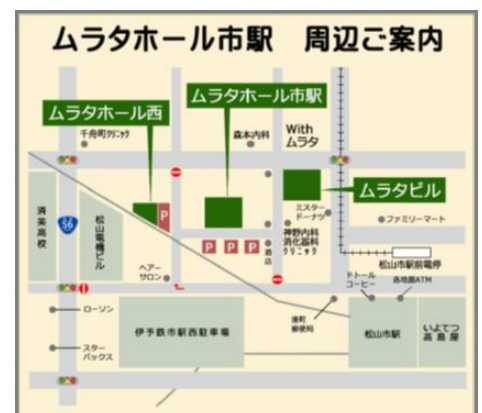 ムラタホール市駅 周辺ご案内
ムラタホール西
ムラタホール市駅
千舟町クリニック
森本内科
With
ムラタ
ムラタビル
済美高校
56
松山電機ビル
P
ミスター
ドーナツ
神野内科
消化器科
クリニック
ファミリーマート
P P P
酒店
ヘアー
サロン
松山市駅前電停
ドトール
コーヒー
各地銀ATM
ローソン
湊町
郵便局
伊予鉄市駅西駐車場
松山市駅
いよてつ
高島屋
スター
バックス